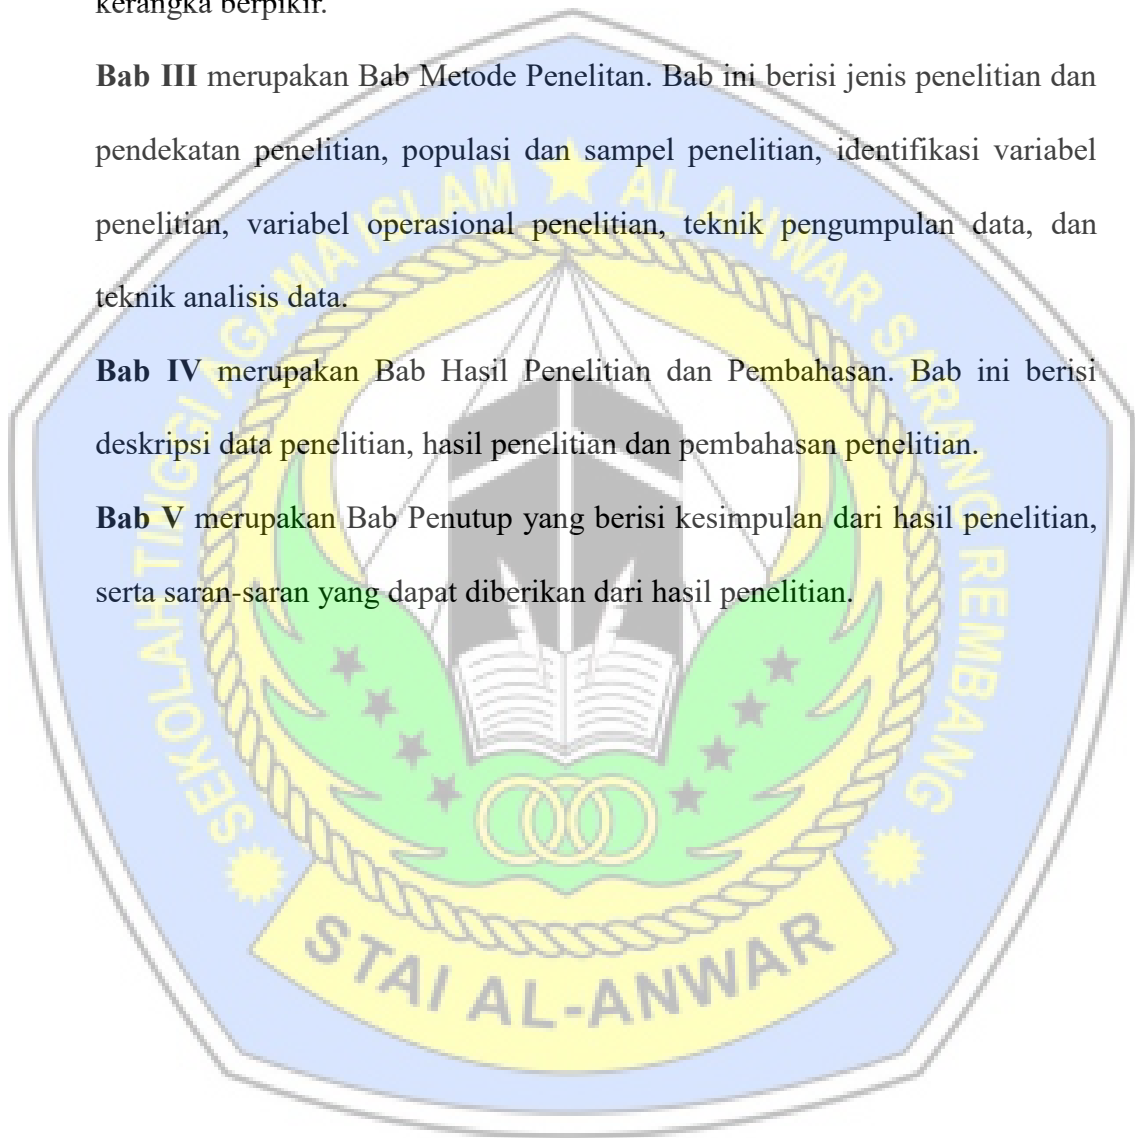 kerangka berpikir.
Bab III merupakan Bab Metode Penelitan. Bab ini berisi jenis penelitian dan
pendekatan penelitian, populasi dan sampel penelitian, identifikasi variabel
penelitian, variabel operasional penelitian, teknik pengumpulan data, dan
teknik analisis data.
Bab IV merupakan Bab Hasil Penelitian dan Pembahasan. Bab ini berisi
deskripsi data penelitian, hasil penelitian dan pembahasan penelitian.
Bab V merupakan Bab Penutup yang berisi kesimpulan dari hasil penelitian,
serta saran-saran yang dapat diberikan dari hasil penelitian.
SEKOLAH TINGGI AGAMA ISLAM AL ANWAR SARANG REMBANG
STAI AL-ANWAR